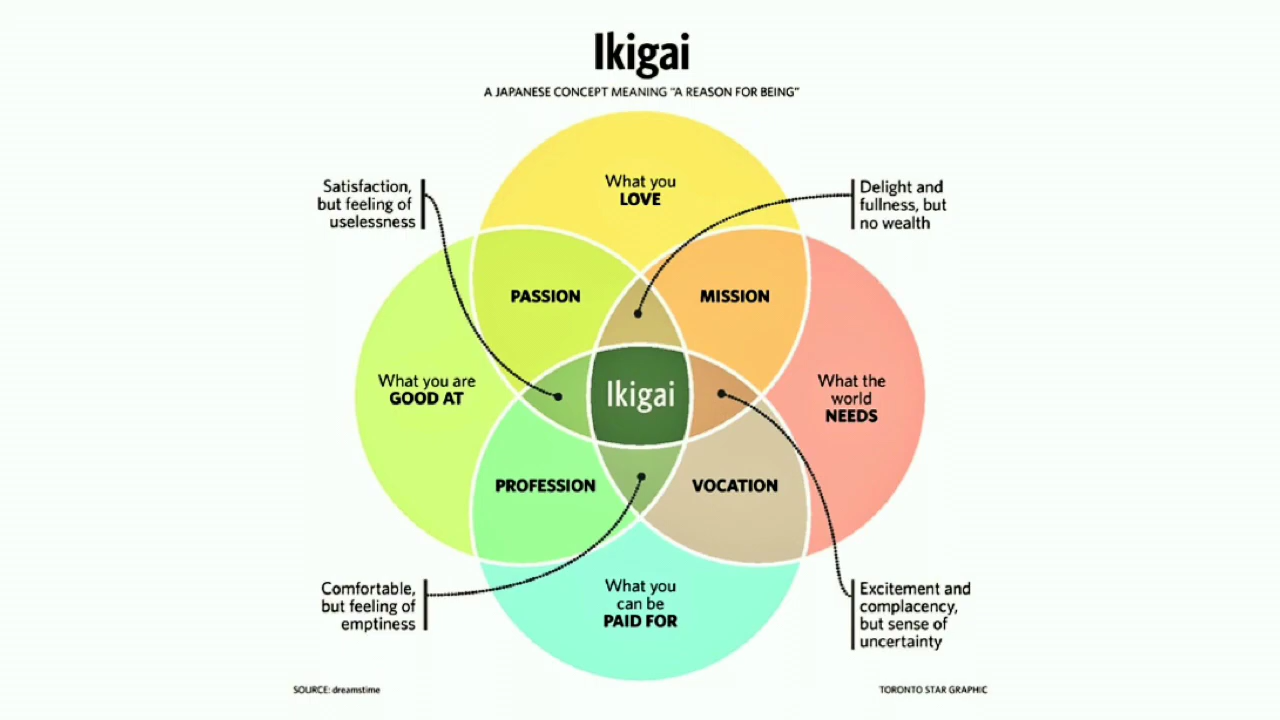 Ikigai
A JAPANESE CONCEPT MEANING "A REASON FOR BEING"
Satisfaction,
but feeling of
uselessness
What you
LOVE
Delight and
fullness, but
no wealth
PASSION
MISSION
What you are
GOOD AT
Ikigai
What the
world
NEEDS
PROFESSION
VOCATION
Comfortable,
but feeling of
emptiness
What you
can be
PAID FOR
Excitement and
complacency,
but sense of
uncertainty
SOURCE: dreamstime
TORONTO STAR GRAPHIC